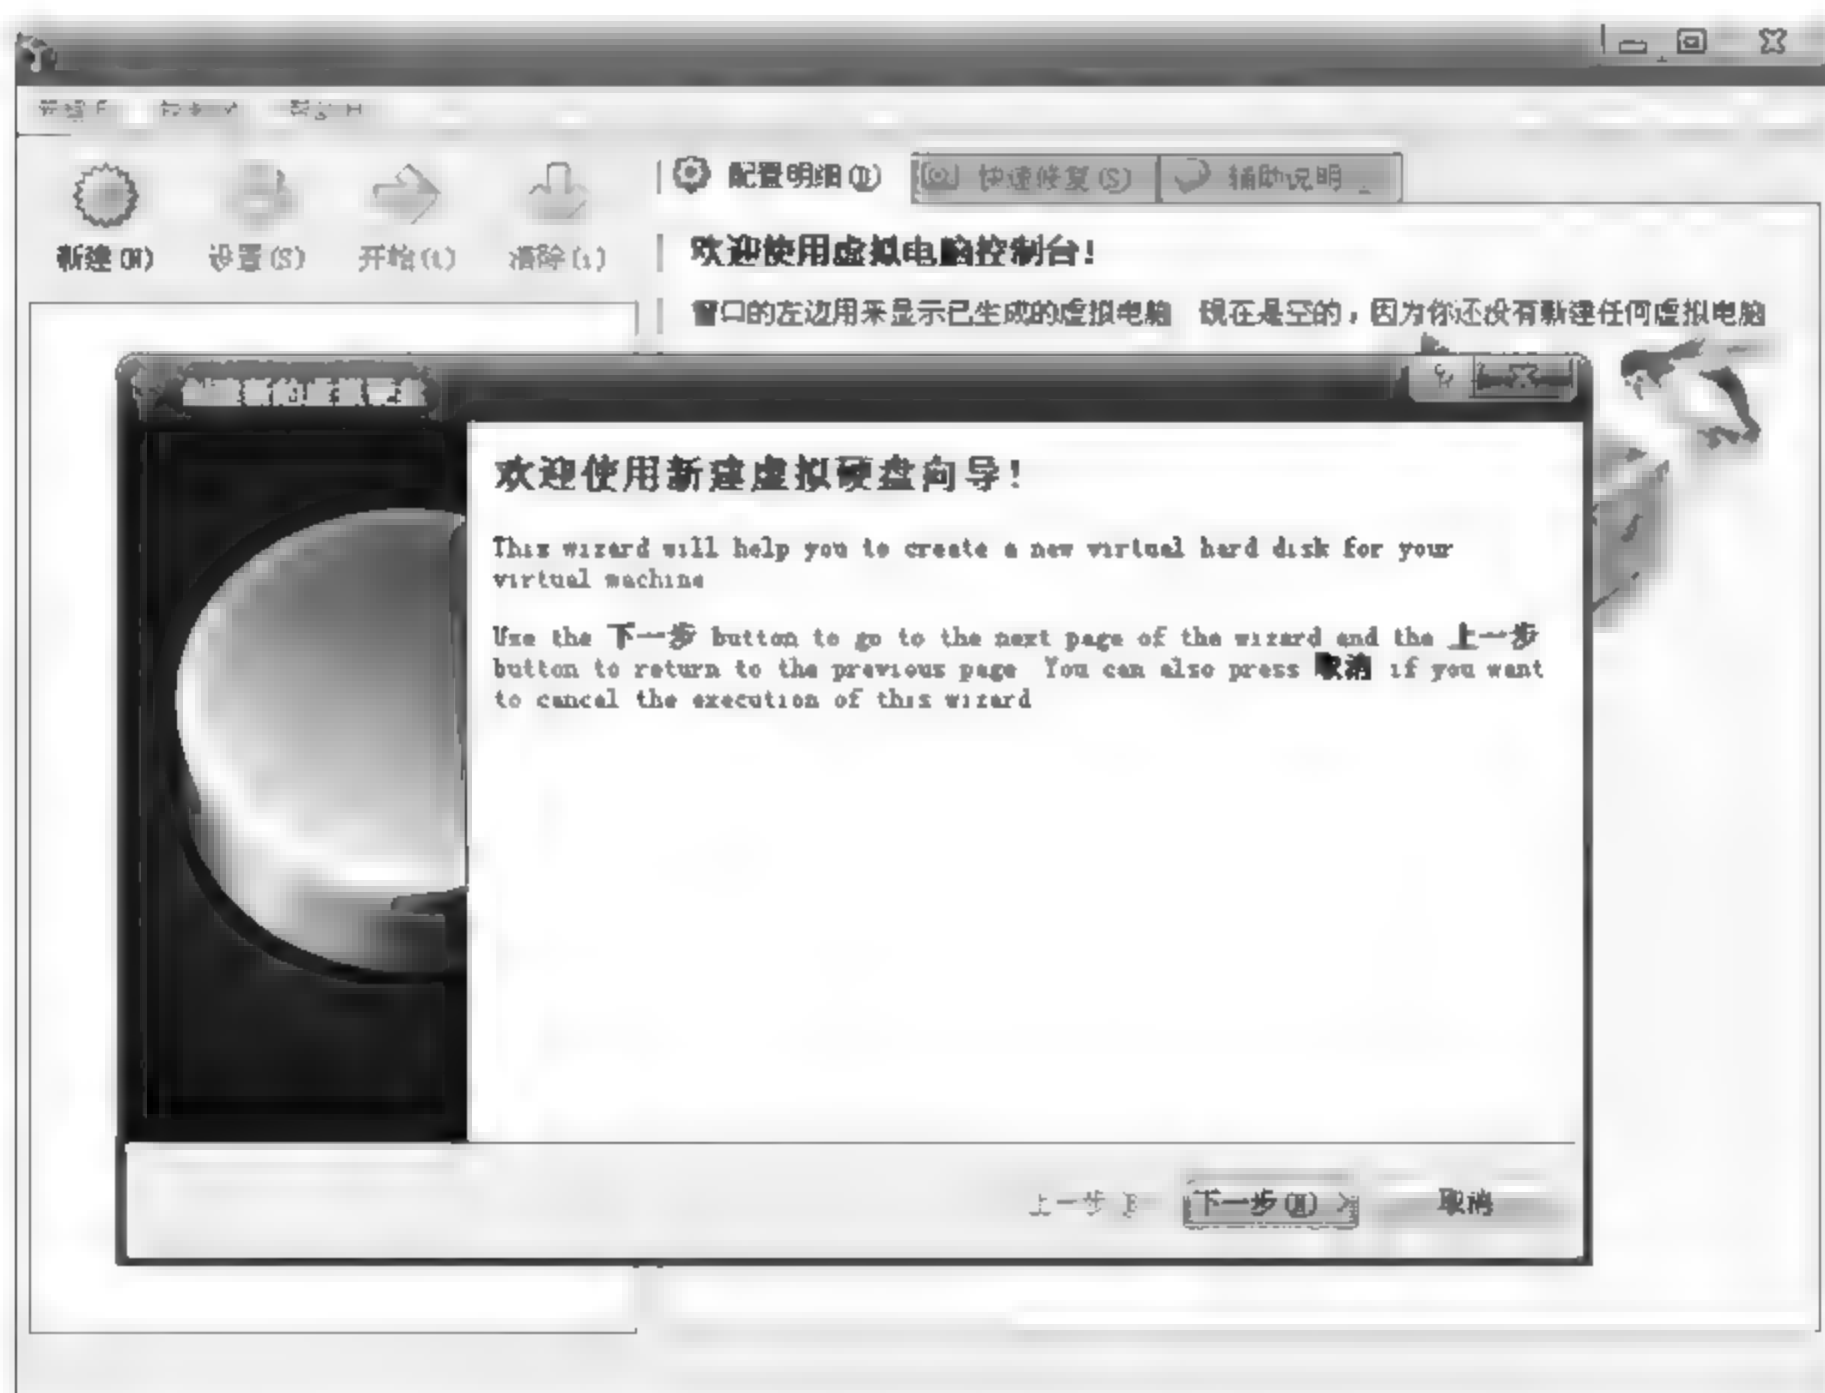 新建(N) 设置(S) 开始(t) 清除(i)
配置明细(D) 快速修复(S) 辅助说明
欢迎使用虚拟电脑控制台!
窗口的左边用来显示已生成的虚拟电脑 现在是空的,因为你还没有新建任何虚拟电脑
欢迎使用新建虚拟硬盘向导!
This wizard will help you to create a new virtual hard disk for your
virtual machine
Use the 下一步 button to go to the next page of the wizard and the 上一步
button to return to the previous page You can also press 取消 if you want
to cancel the execution of this wizard
上一步 B 下一步(N) > 取消